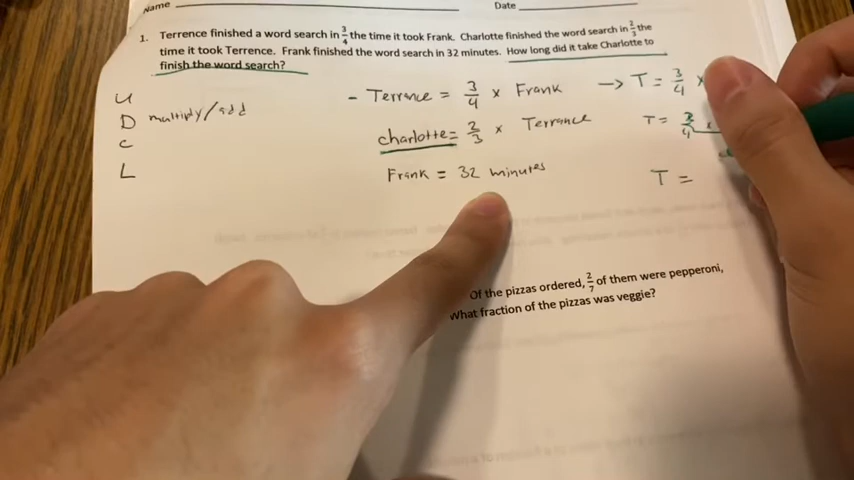 Name
Date
1. Terrence finished a word search in 3/4 the time it took Frank. Charlotte finished the word search in 2/3 the
time it took Terrence. Frank finished the word search in 32 minutes. How long did it take Charlotte to
finish the word search?
U
D multiply/add
C
L
- Terrance = 3/4 x Frank
charlotte = 2/3 x Terrance
Frank = 32 minutes
→ T = 3/4 x
T = 3/4 x
T =
Of the pizzas ordered, 2/7 of them were pepperoni,
What fraction of the pizzas was veggie?